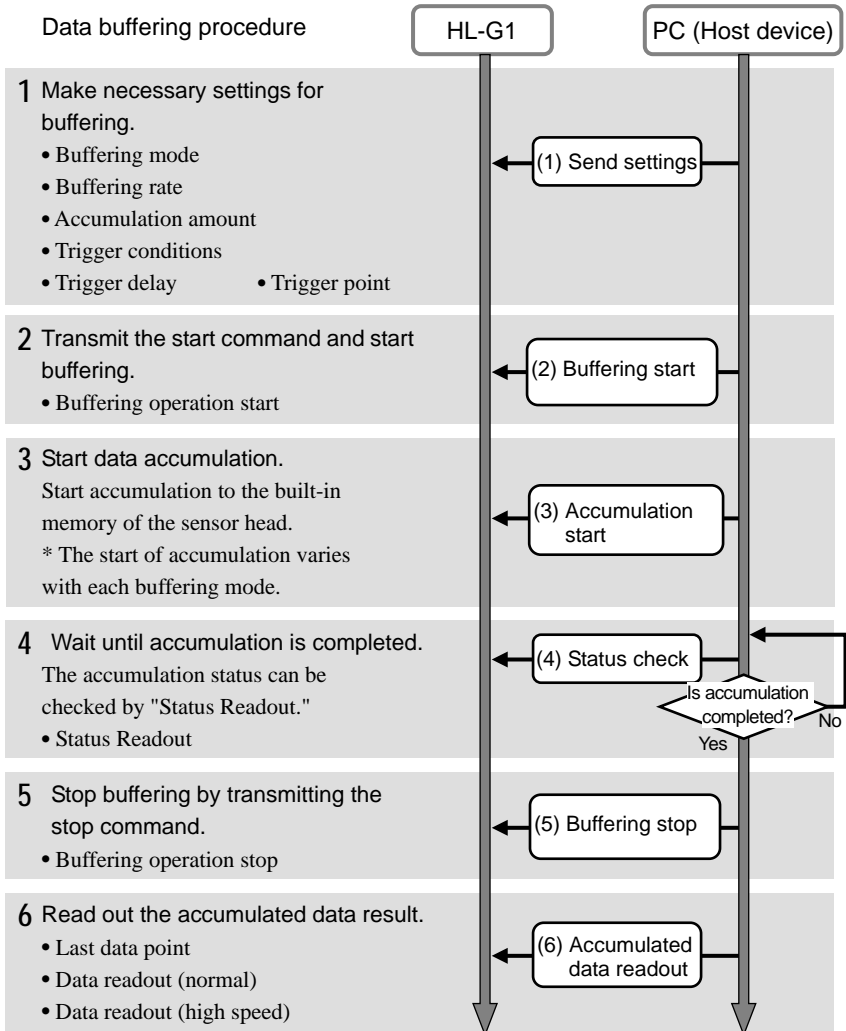 Data buffering procedure
HL-G1
PC (Host device)
1 Make necessary settings for
buffering.
• Buffering mode
• Buffering rate
• Accumulation amount
• Trigger conditions
• Trigger delay • Trigger point
(1) Send settings
2 Transmit the start command and start
buffering.
• Buffering operation start
(2) Buffering start
3 Start data accumulation.
Start accumulation to the built-in
memory of the sensor head.
* The start of accumulation varies
with each buffering mode.
(3) Accumulation
start
4 Wait until accumulation is completed.
The accumulation status can be
checked by "Status Readout."
• Status Readout
(4) Status check
Is accumulation
completed?
No
Yes
5 Stop buffering by transmitting the
stop command.
• Buffering operation stop
(5) Buffering stop
6 Read out the accumulated data result.
• Last data point
• Data readout (normal)
• Data readout (high speed)
(6) Accumulated
data readout